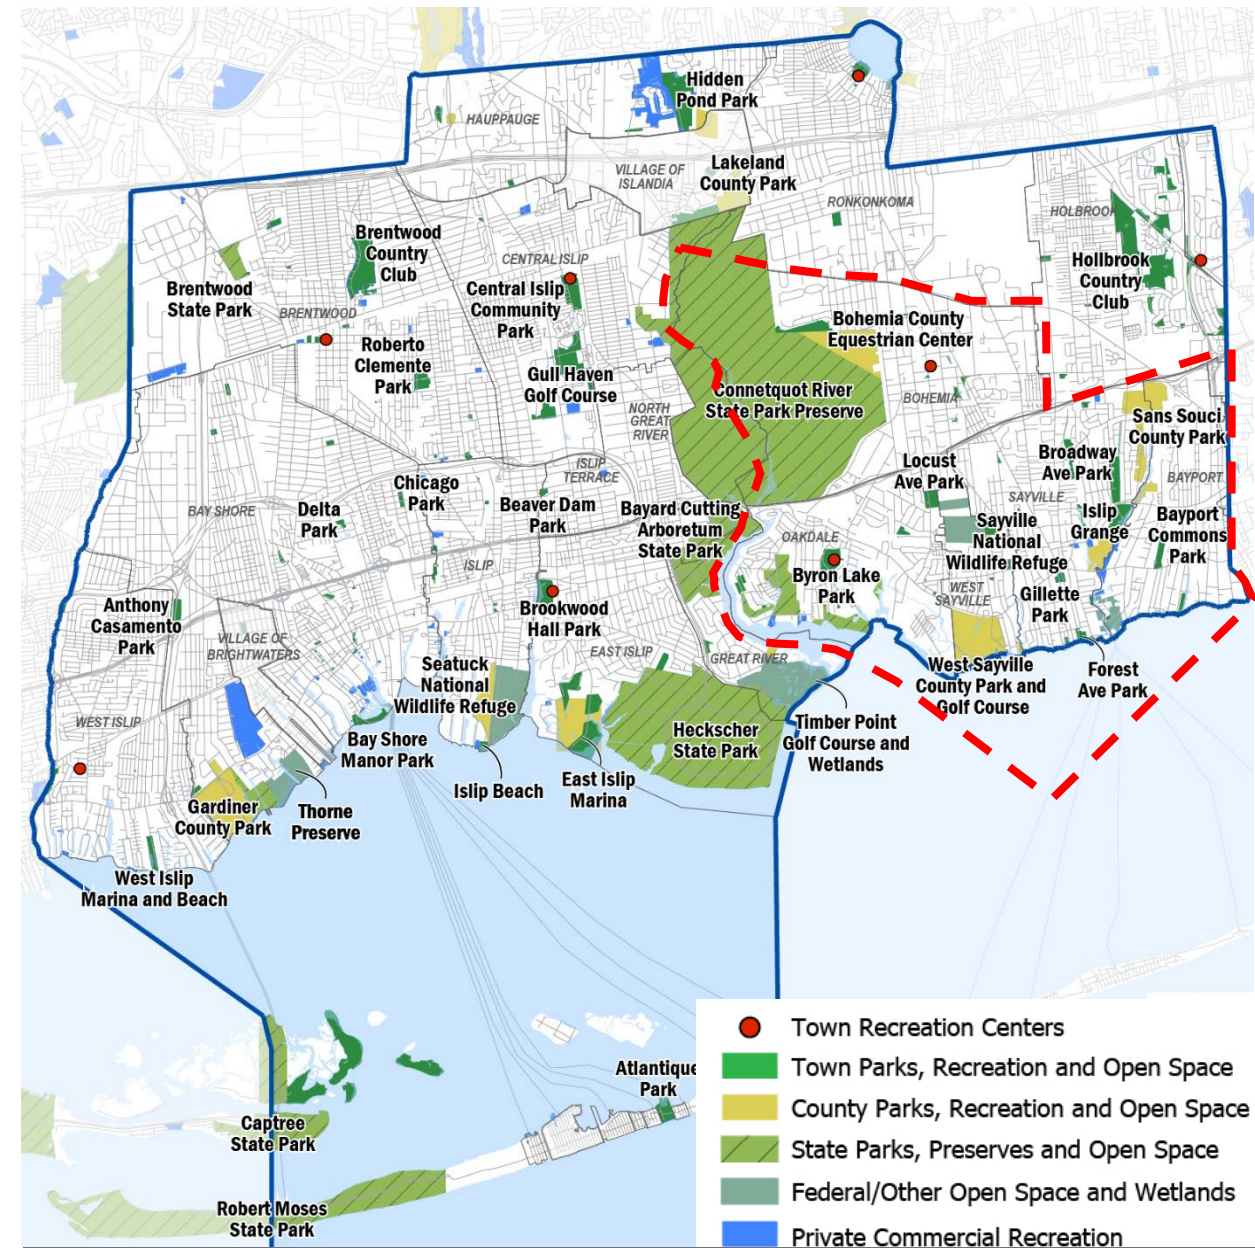 Hidden
Pond Park
HAUPPAUGE
VILLAGE OF
ISLANDIA
Lakeland
County Park
RONKONKOMA
HOLBROOK
Brentwood
Country
Club
CENTRAL ISLIP
Hollbrook
Country
Club
Brentwood
State Park
Central Islip
Community
Park
BRENTWOOD
Bohemia County
Equestrian Center
Roberto
Clemente
Park
Gull Haven
Golf Course
Connetquot River
State Park Preserve
BOHEMIA
NORTH
GREAT
RIVER
Sans Souci
County Park
Broadway
Ave Park
Locust
Ave Park
ISLIP
TERRACE
BAYPORT
Chicago
Park
SAYVILLE
BAY SHORE
Delta
Park
Beaver Dam
Park
Bayard Cutting
Arboretum
State Park
Islip
Grange
Bayport
Commons
Park
OAKDALE
Sayville
National
Wildlife Refuge
ISLIP
Byron Lake
Park
WEST
SAYVILLE
Gillette
Park
Anthony
Casamento
Park
Brookwood
Hall Park
VILLAGE OF
BRIGHTWATERS
EAST ISLIP
GREAT RIVER
Seatuck
National
Wildlife Refuge
West Sayville
County Park and
Golf Course
Forest
Ave Park
WEST ISLIP
Bay Shore
Manor Park
Heckscher
State Park
Timber Point
Golf Course and
Wetlands
Islip Beach
East Islip
Marina
Gardiner
County Park
Thorne
Preserve
West Islip
Marina and Beach
Atlantique
Park
Captree
State Park
Robert Moses
State Park
Town Recreation Centers
Town Parks, Recreation and Open Space
County Parks, Recreation and Open Space
State Parks, Preserves and Open Space
Federal/Other Open Space and Wetlands
Private Commercial Recreation